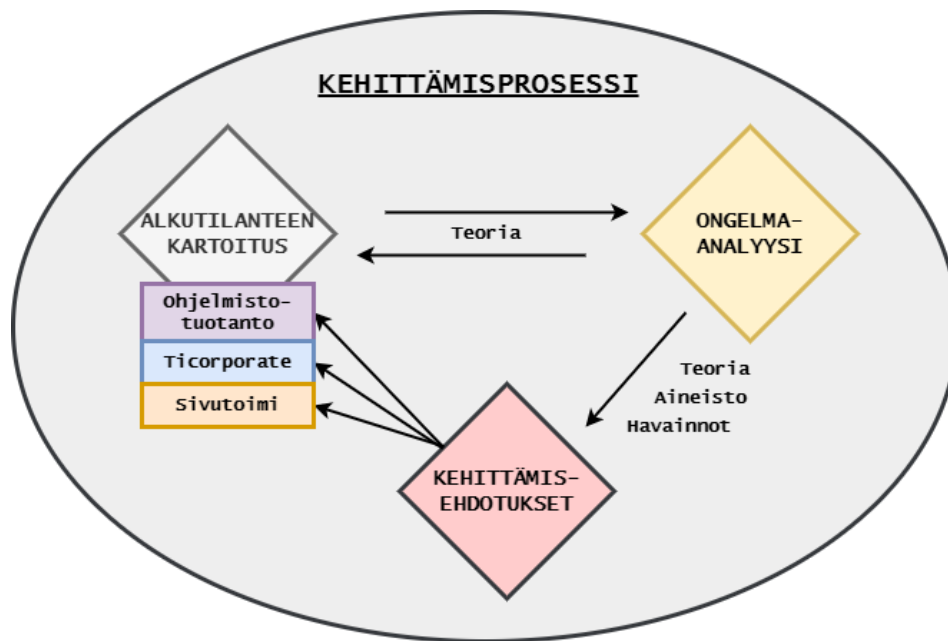 KEHITTÄMISPROSESSI
ALKUTILANTEEN
KARTOITUS
Ohjelmisto-
tuotanto
Ticorporate
Sivutoimi
Teoria
ONGELMA-
ANALYYSI
Teoria
Aineisto
Havainnot
KEHITTÄMIS-
EHDOTUKSET